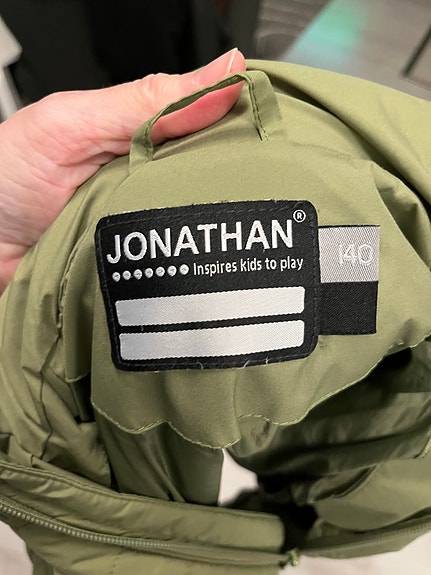 JONATHAN®
Inspires kids to play
140